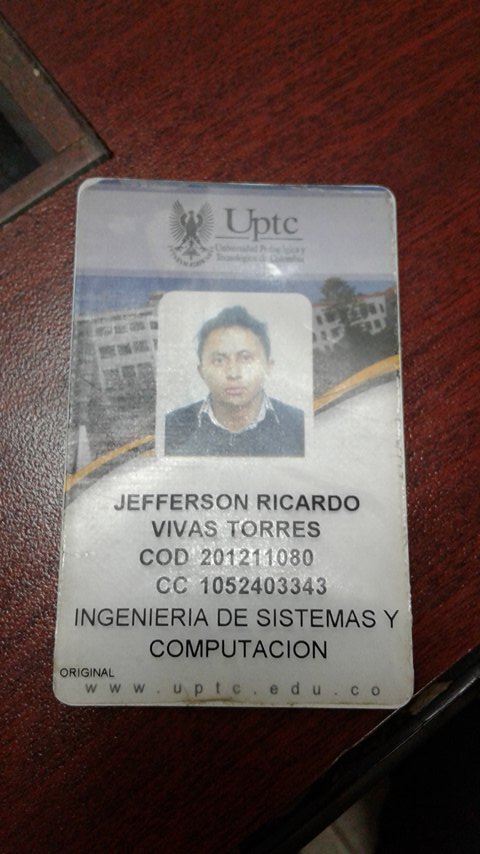 Uptc
Universidad Pedagógica y
Tecnológica de Colombia
JEFFERSON RICARDO
VIVAS TORRES
COD 201211080
CC 1052403343
INGENIERIA DE SISTEMAS Y
COMPUTACION
ORIGINAL
www.uptc.edu.co